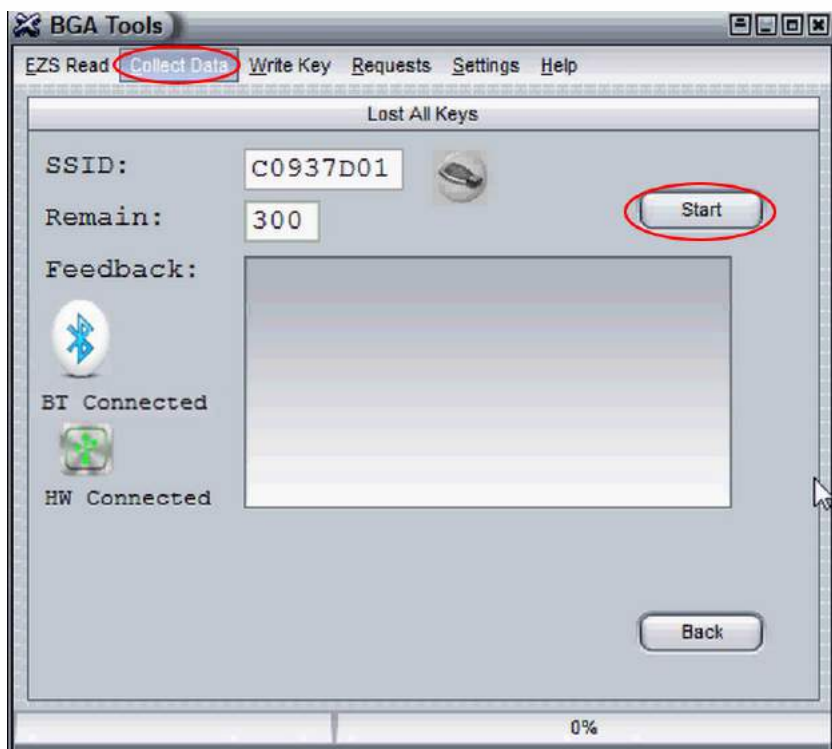 BGA Tools
EZS Read Collect Data Write Key Requests Settings Help
Lost All Keys
SSID: C0937D01
Remain: 300
Start
Feedback:
BT Connected
HW Connected
Back
0%